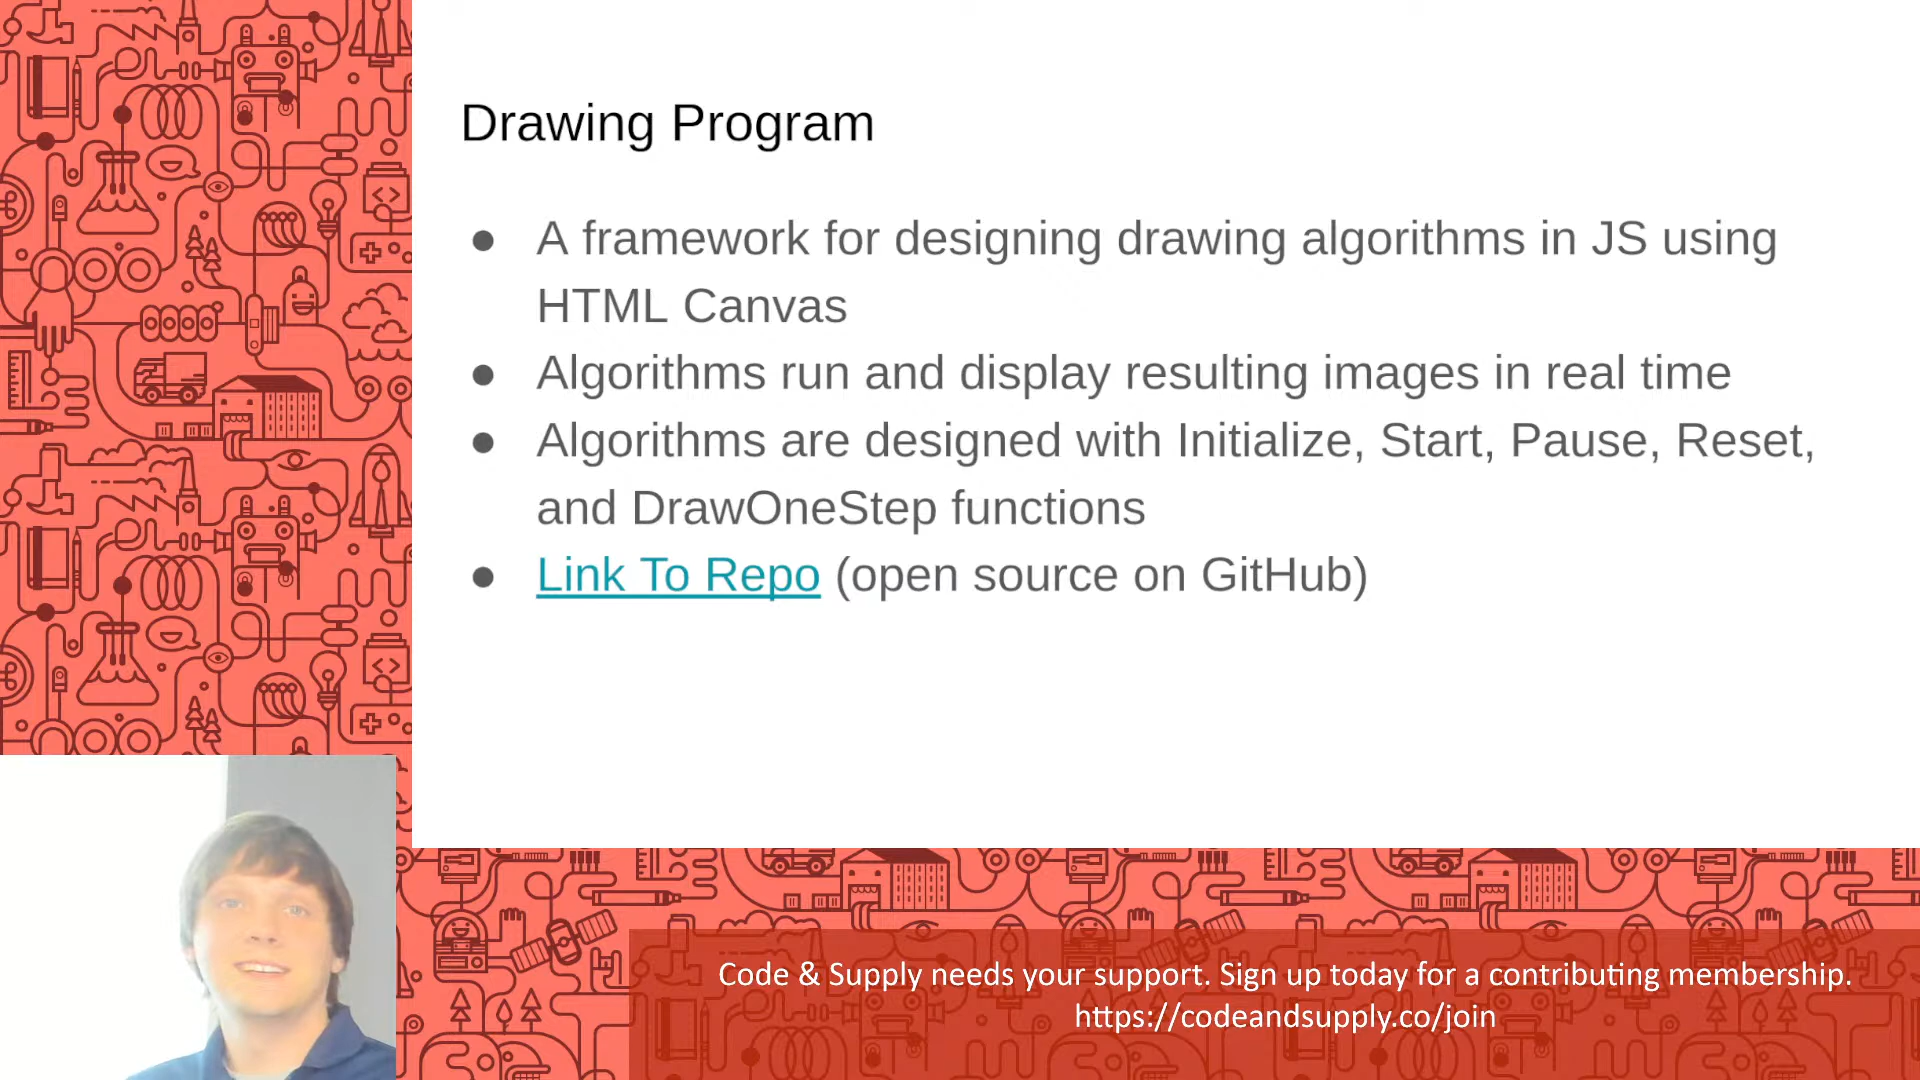 Drawing Program
● A framework for designing drawing algorithms in JS using
HTML Canvas
● Algorithms run and display resulting images in real time
● Algorithms are designed with Initialize, Start, Pause, Reset,
and DrawOneStep functions
● Link To Repo (open source on GitHub)
Code & Supply needs your support. Sign up today for a contributing membership.
https://codeandsupply.co/join